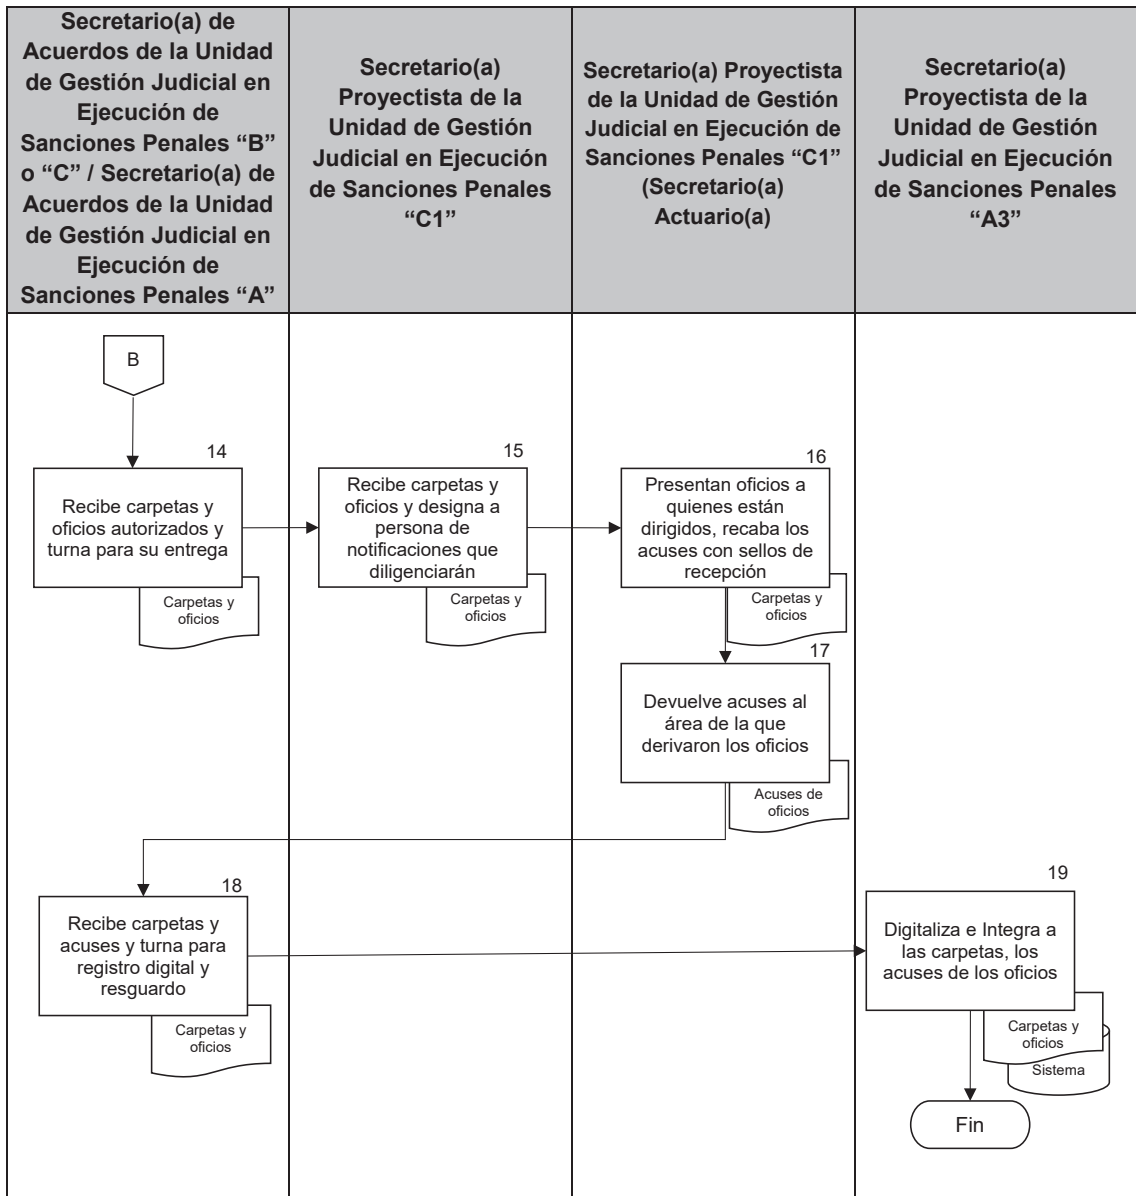 Secretario(a) de
Acuerdos de la Unidad
de Gestión Judicial en
Ejecución de
Sanciones Penales “B”
o “C” / Secretario(a) de
Acuerdos de la Unidad
de Gestión Judicial en
Ejecución de
Sanciones Penales “A”
Secretario(a)
Proyectista de la
Unidad de Gestión
Judicial en Ejecución
de Sanciones Penales
“C1”
Secretario(a) Proyectista
de la Unidad de Gestión
Judicial en Ejecución de
Sanciones Penales “C1”
(Secretario(a)
Actuario(a)
Secretario(a)
Proyectista de la
Unidad de Gestión
Judicial en Ejecución
de Sanciones Penales
“A3”
B
14
Recibe carpetas y
oficios autorizados y
turna para su entrega
Carpetas y
oficios
15
Recibe carpetas y
oficios y designa a
persona de
notificaciones que
diligenciarán
Carpetas y
oficios
16
Presentan oficios a
quienes están
dirigidos, recaba los
acuses con sellos de
recepción
Carpetas y
oficios
17
Devuelve acuses al
área de la que
derivaron los oficios
Acuses de
oficios
18
Recibe carpetas y
acuses y turna para
registro digital y
resguardo
Carpetas y
oficios
19
Digitaliza e Integra a
las carpetas, los
acuses de los oficios
Carpetas y
oficios
Sistema
Fin